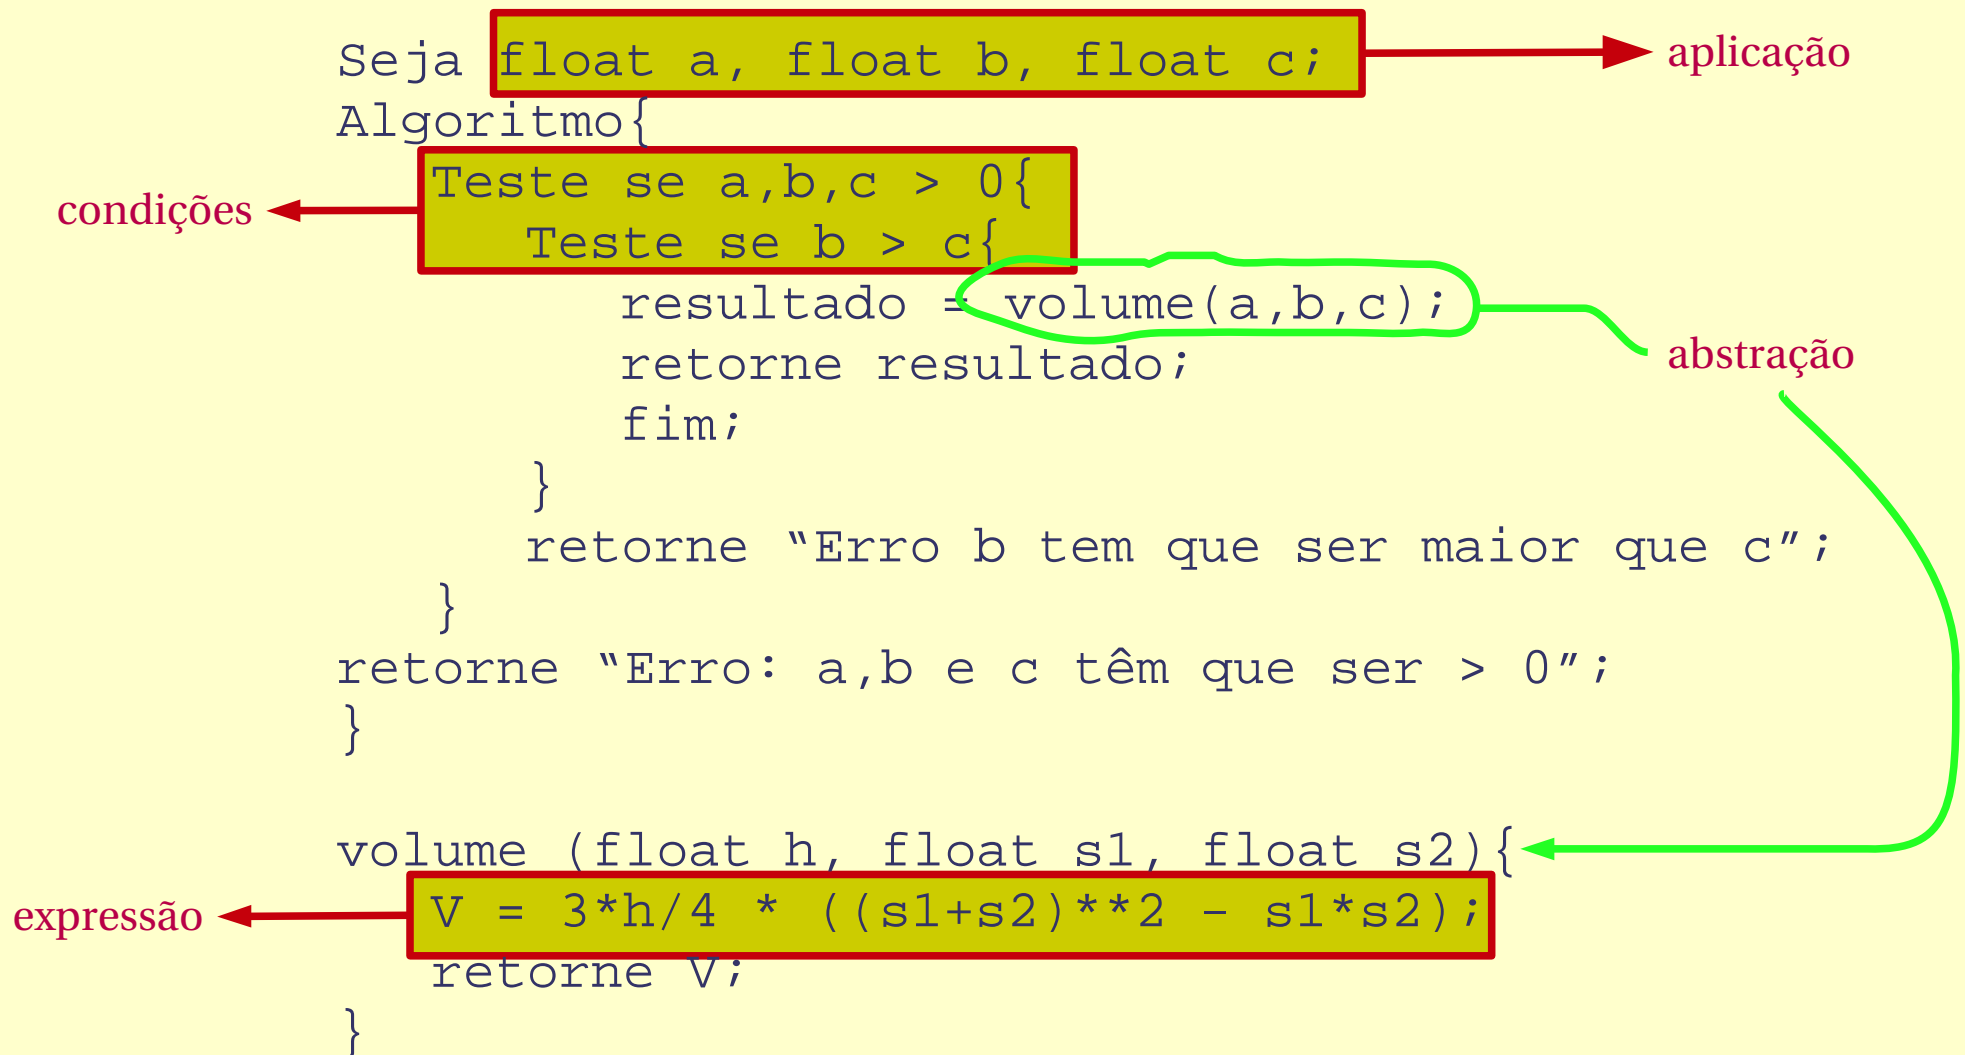 Seja float a, float b, float c; aplicação
Algoritmo{
Teste se a,b,c > 0{
condições
Teste se b > c{
resultado = volume(a,b,c);
retorne resultado; abstração
fim;
}
retorne “Erro b tem que ser maior que c”;
}
retorne “Erro: a,b e c têm que ser > 0”;
}
volume (float h, float s1, float s2){
expressão V = 3*h/4 * ((s1+s2)**2 - s1*s2);
retorne V;
}